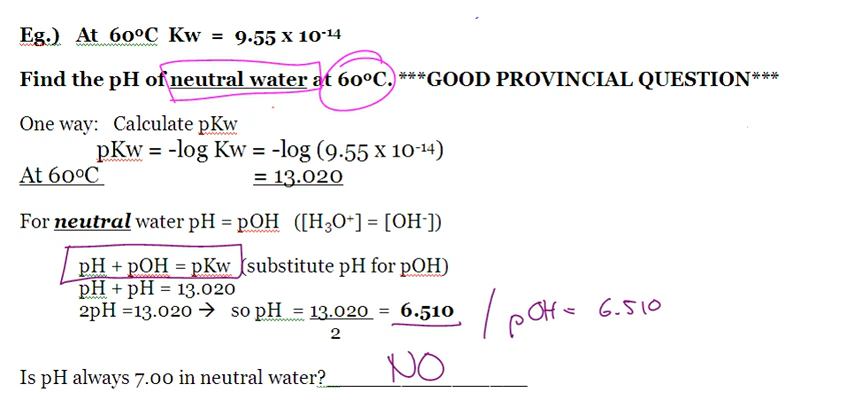 Eg.) At 60°C Kw = 9.55 x 10⁻¹⁴
Find the pH of neutral water at 60°C. ***GOOD PROVINCIAL QUESTION***
One way: Calculate pKw
pKw = -log Kw = -log (9.55 x 10⁻¹⁴)
At 60°C = 13.020
For neutral water pH = pOH ([H₃O⁺] = [OH⁻])
pH + pOH = pKw (substitute pH for pOH)
pH + pH = 13.020
2pH =13.020 → so pH = 13.020 = 6.510 / pOH = 6.510
2
Is pH always 7.00 in neutral water?__________ NO __________